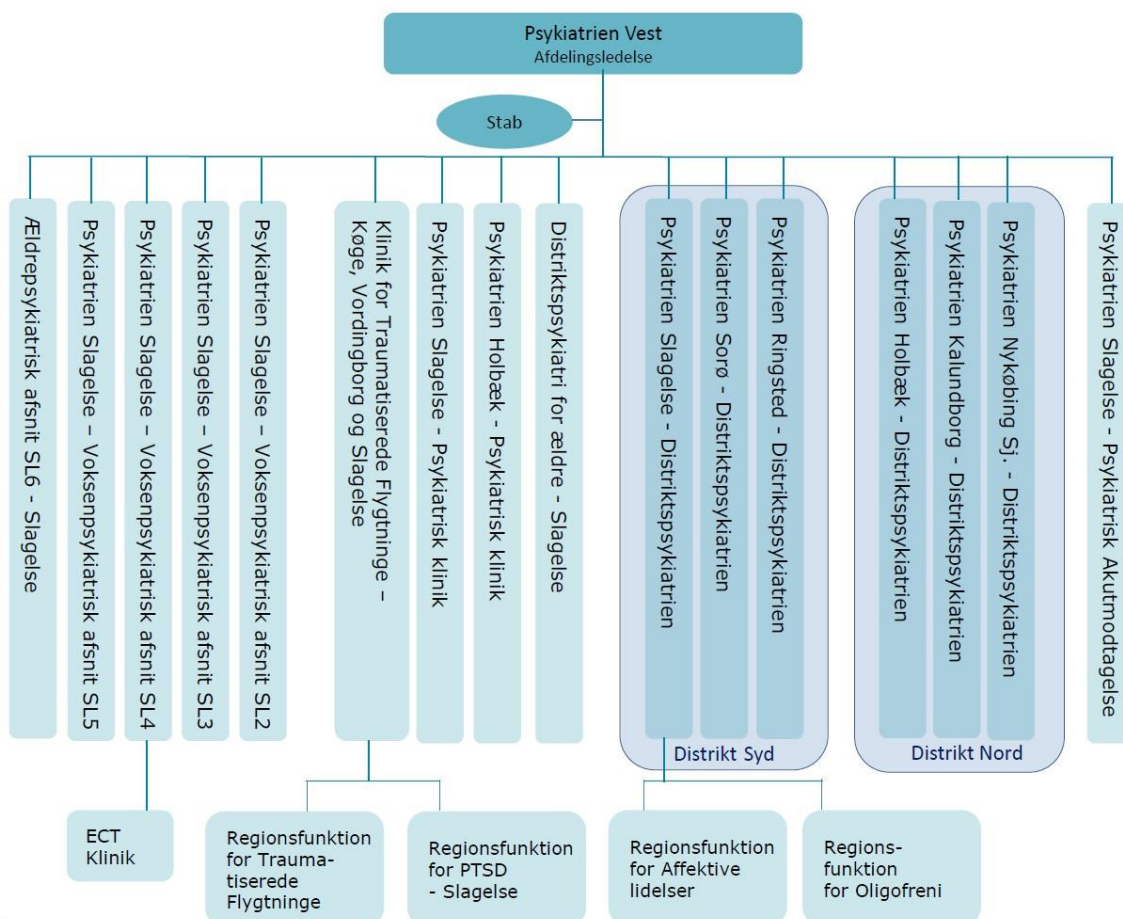 Psykiatrien Vest
Afdelingsledelse
Stab
Ældrepsykiatrisk afsnit SL6 - Slagelse
Psykiatrien Slagelse – Voksenpsykiatrisk afsnit SL5
Psykiatrien Slagelse – Voksenpsykiatrisk afsnit SL4
Psykiatrien Slagelse – Voksenpsykiatrisk afsnit SL3
Psykiatrien Slagelse – Voksenpsykiatrisk afsnit SL2
Klinik for Traumatiserede Flygtninge –
Køge, Vordingborg og Slagelse
Psykiatrien Slagelse - Psykiatrisk klinik
Psykiatrien Holbæk - Psykiatrisk klinik
Distriktspsykiatri for ældre - Slagelse
Psykiatrien Slagelse - Distriktspsykiatrien
Psykiatrien Sorø - Distriktspsykiatrien
Psykiatrien Ringsted - Distriktspsykiatrien
Distrikt Syd
Psykiatrien Holbæk - Distriktspsykiatrien
Psykiatrien Kalundborg - Distriktspsykiatrien
Psykiatrien Nykøbing Sj. - Distriktspsykiatrien
Distrikt Nord
Psykiatrien Slagelse - Psykiatrisk Akutmodtagelse
ECT
Klinik
Regionsfunktion
for Trauma-
tiserede
Flygtninge
Regionsfunktion
for PTSD
- Slagelse
Regionsfunktion
for Affektive
lidelser
Regions-
funktion
for Oligofreni